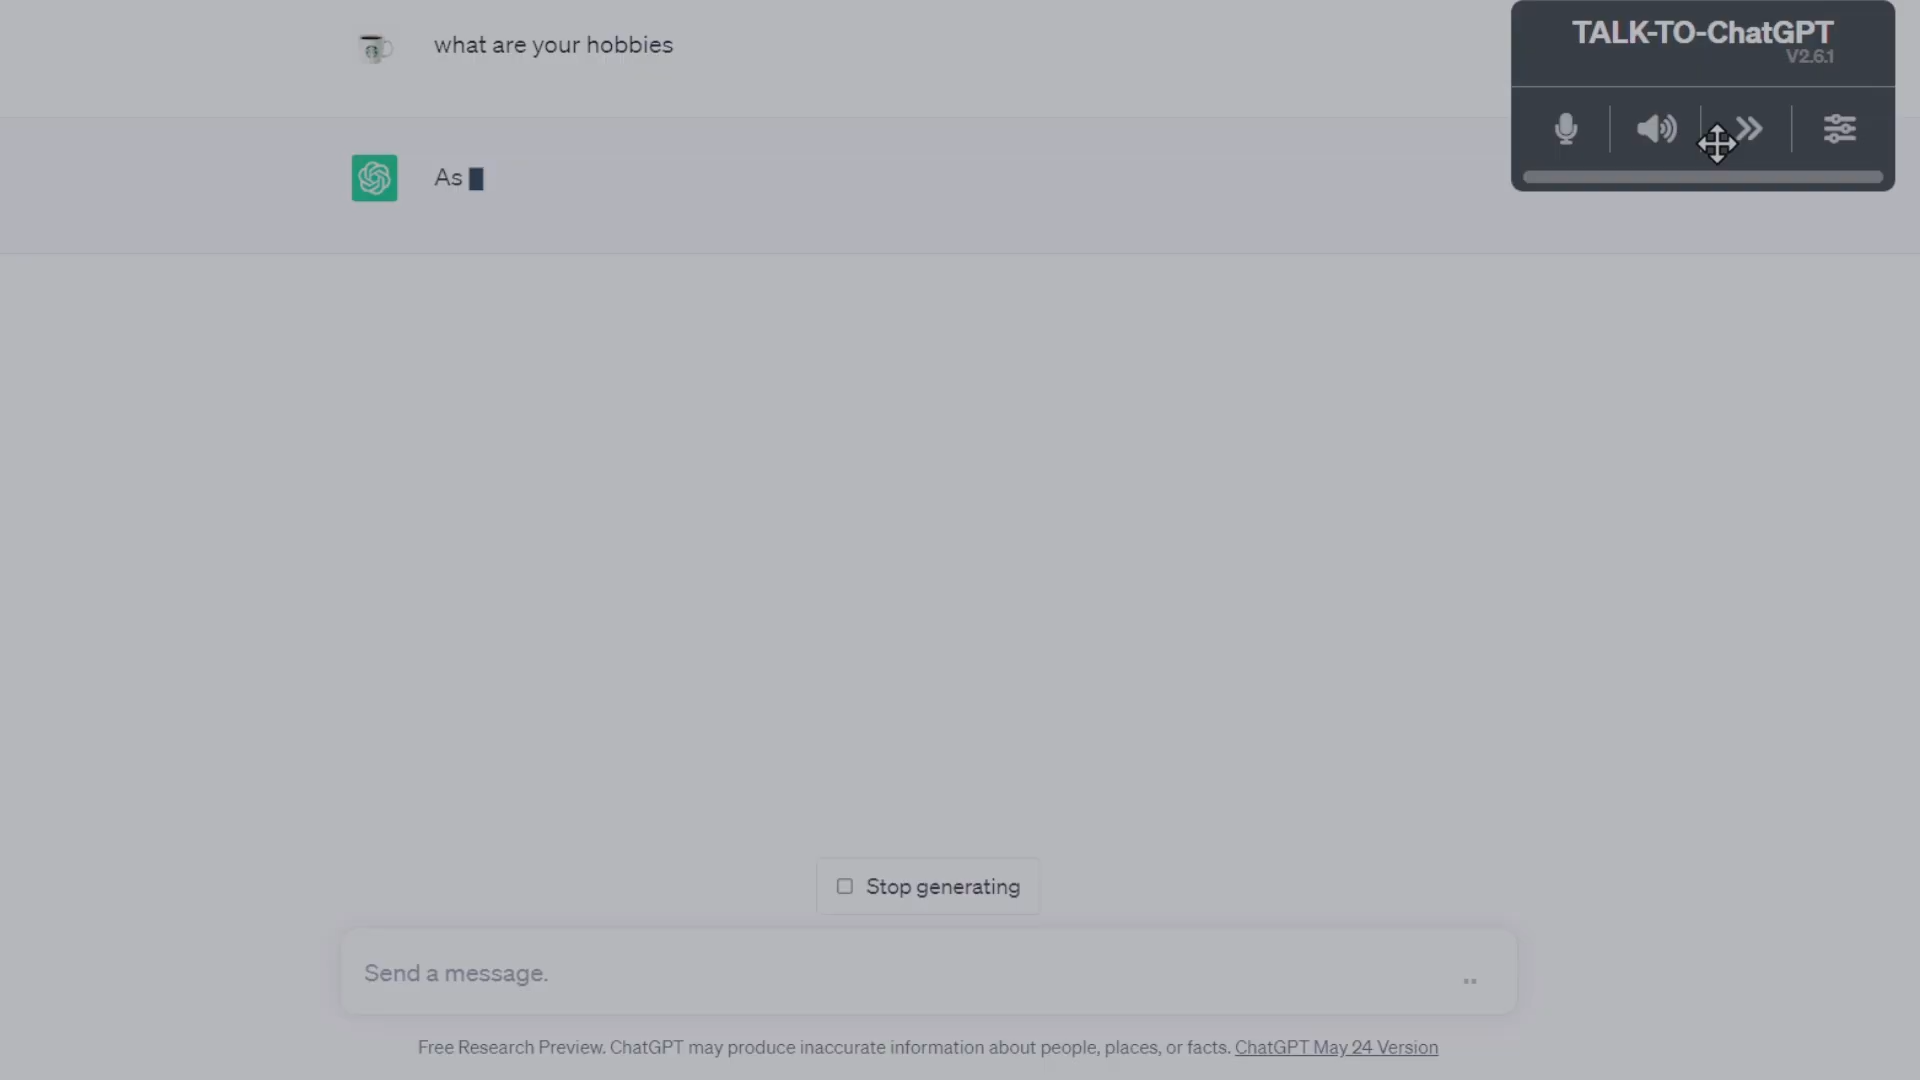 what are your hobbies
TALK-TO-ChatGPT
V2.6.1
As
Stop generating
Send a message.
Free Research Preview. ChatGPT may produce inaccurate information about people, places, or facts. ChatGPT May 24 Version